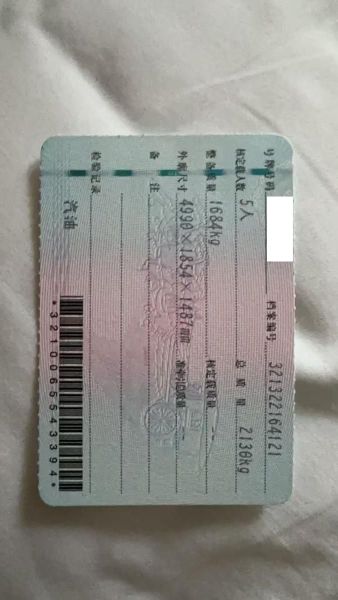 号牌号码 档案编号 321322164121
核定载人数 5人 总质量 2130kg
整备质量 1684kg 核定载质量
外廓尺寸 4990×1854×1487mm 准牵引总质量
备注
检验记录
汽油
*3210065543394*